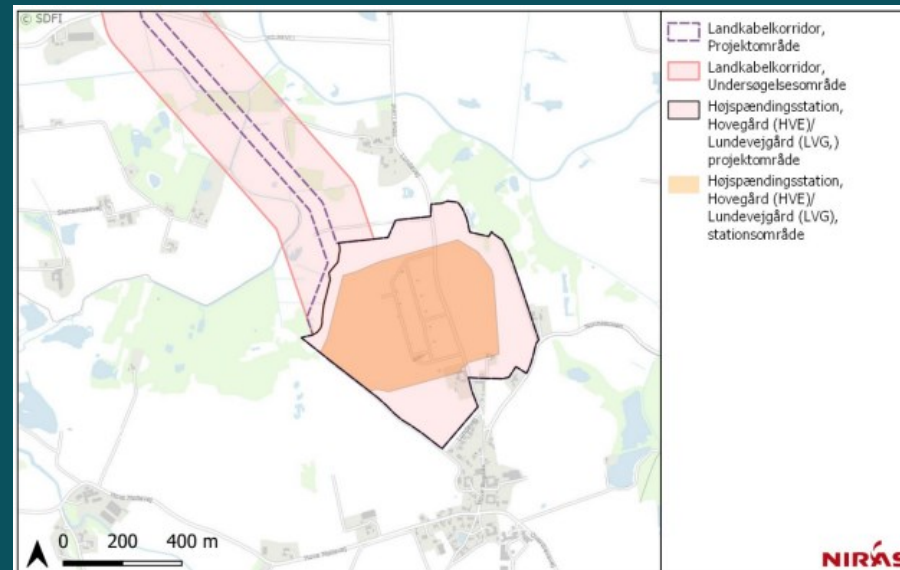 © SDFI
Landkabelkorridor,
Projektområde
Landkabelkorridor,
Undersøgelsesområde
Højspændingsstation,
Hovegård (HVE)/
Lundevejgård (LVG,)
projektområde
Højspændingsstation,
Hovegård (HVE)/
Lundevejgård (LVG),
stationsområde
0 200 400 m
NIRAS